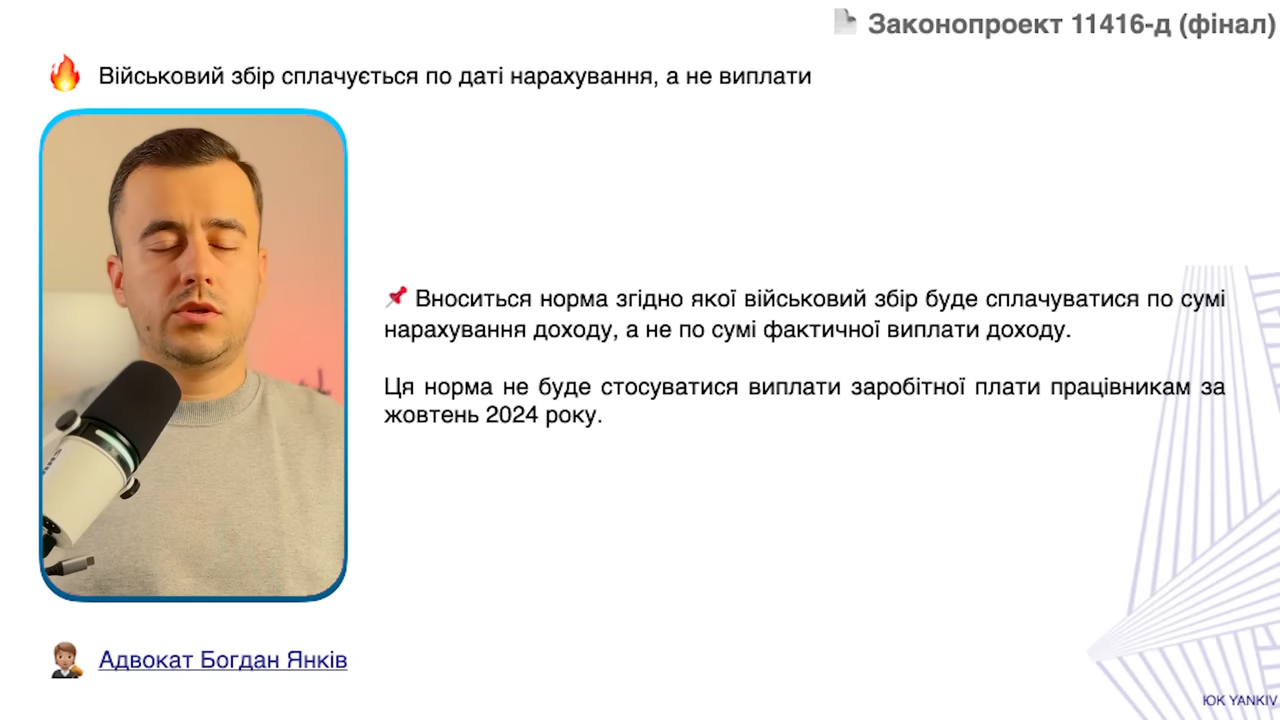 Законопроект 11416-д (фінал)
Військовий збір сплачується по даті нарахування, а не виплати
Вноситься норма згідно якої військовий збір буде сплачуватися по сумі
нарахування доходу, а не по сумі фактичної виплати доходу.
Ця норма не буде стосуватися виплати заробітної плати працівникам за
жовтень 2024 року.
Адвокат Богдан Янків
ЮК YANKIV